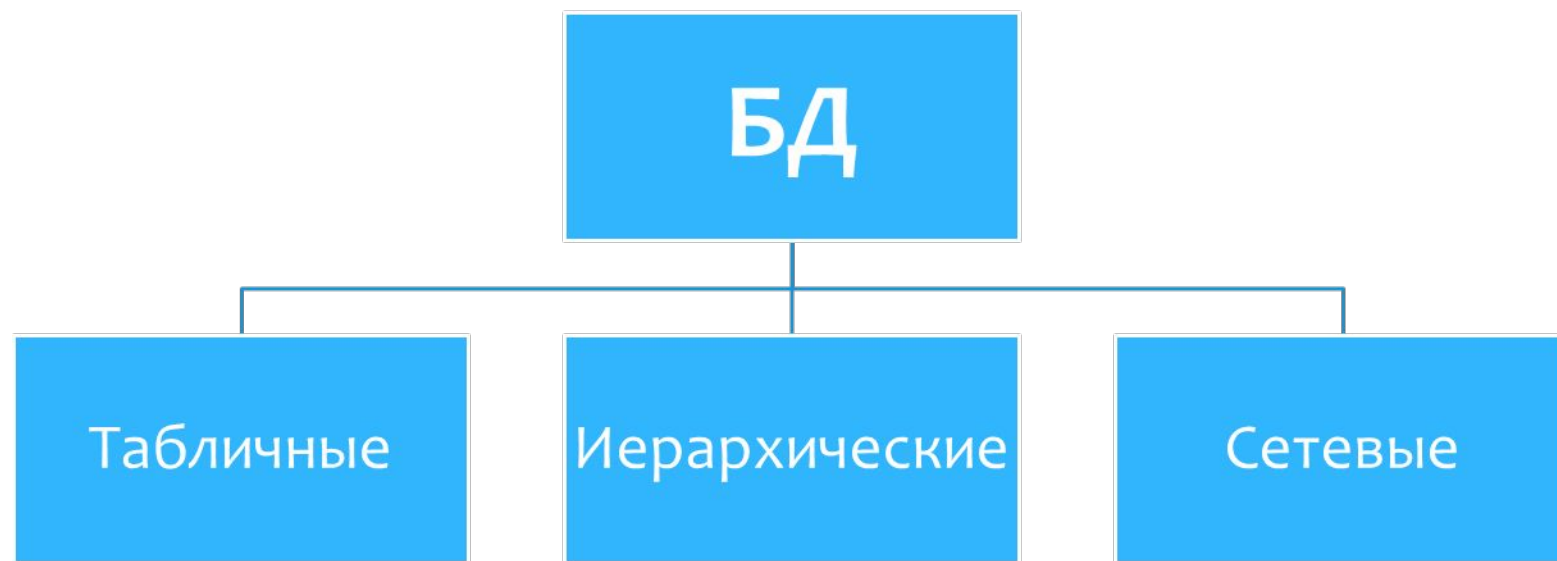 БД
Табличные
Иерархические
Сетевые